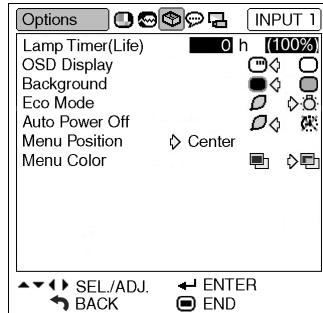 Options INPUT 1
Lamp Timer(Life) 0 h (100%)
OSD Display
Background
Eco Mode
Auto Power Off
Menu Position Center
Menu Color
SEL./ADJ. ENTER
BACK END